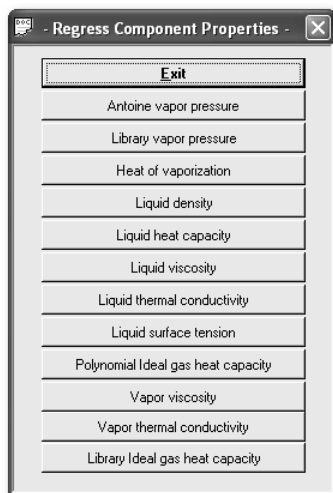 DOC
- Regress Component Properties -
Exit
Antoine vapor pressure
Library vapor pressure
Heat of vaporization
Liquid density
Liquid heat capacity
Liquid viscosity
Liquid thermal conductivity
Liquid surface tension
Polynomial Ideal gas heat capacity
Vapor viscosity
Vapor thermal conductivity
Library Ideal gas heat capacity